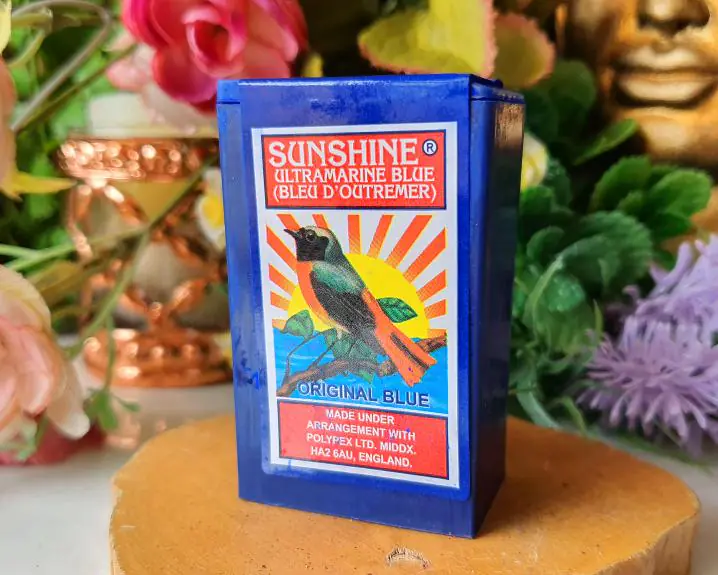 SUNSHINE®
ULTRAMARINE BLUE
(BLEU D'OUTREMER)
ORIGINAL BLUE
MADE UNDER
ARRANGEMENT WITH
POLYPEX LTD. MIDDX.
HA2 6AU, ENGLAND.